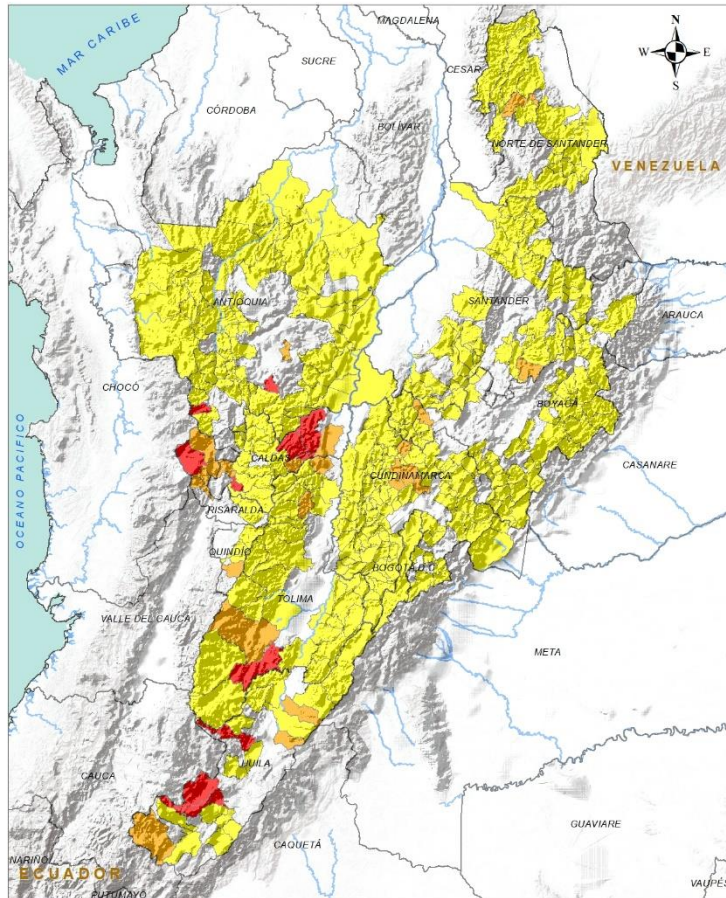 MAGDALENA
N
MAR CARIBE
SUCRE
CESAR
W
E
S
CÓRDOBA
BOLÍVAR
NORTE DE SANTANDER
VENEZUELA
ANTIOQUIA
SANTANDER
ARAUCA
CHOCÓ
BOYACÁ
CALDAS
CUNDINAMARCA
CASANARE
OCEANO PACIFICO
RISARALDA
QUINDÍO
BOGOTÁ D.C
TOLIMA
VALLE DEL CAUCA
META
HUILA
CAUCA
GUAVIARE
CAQUETÁ
NARIÑO
ECUADOR
VAUPÉS
PUTUMAYO